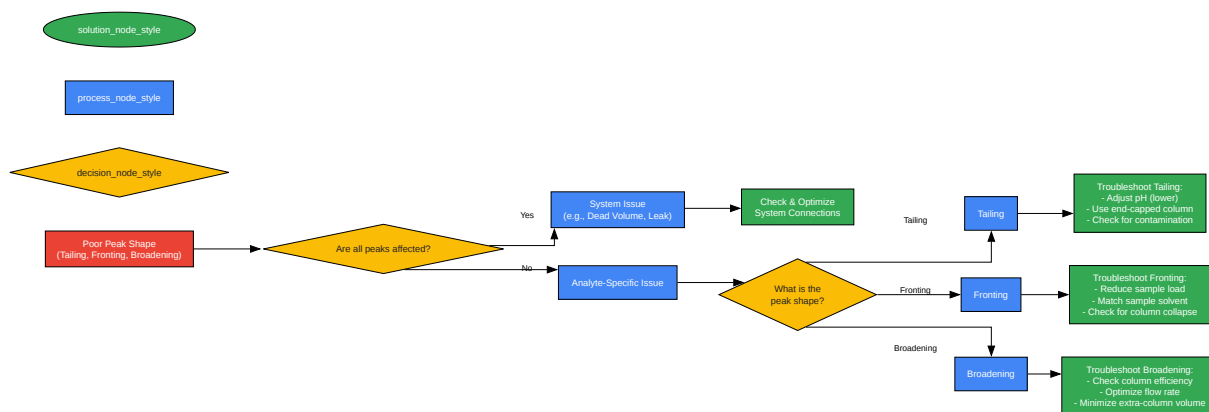 solution_node_style
process_node_style
decision_node_style
Poor Peak Shape
(Tailing, Fronting, Broadening)
Are all peaks affected?
Yes
No
System Issue
(e.g., Dead Volume, Leak)
Check & Optimize
System Connections
Analyte-Specific Issue
What is the
peak shape?
Tailing
Fronting
Broadening
Tailing
Troubleshoot Tailing:
- Adjust pH (lower)
- Use end-capped column
- Check for contamination
Fronting
Troubleshoot Fronting:
- Reduce sample load
- Match sample solvent
- Check for column collapse
Broadening
Troubleshoot Broadening:
- Check column efficiency
- Optimize flow rate
- Minimize extra-column volume